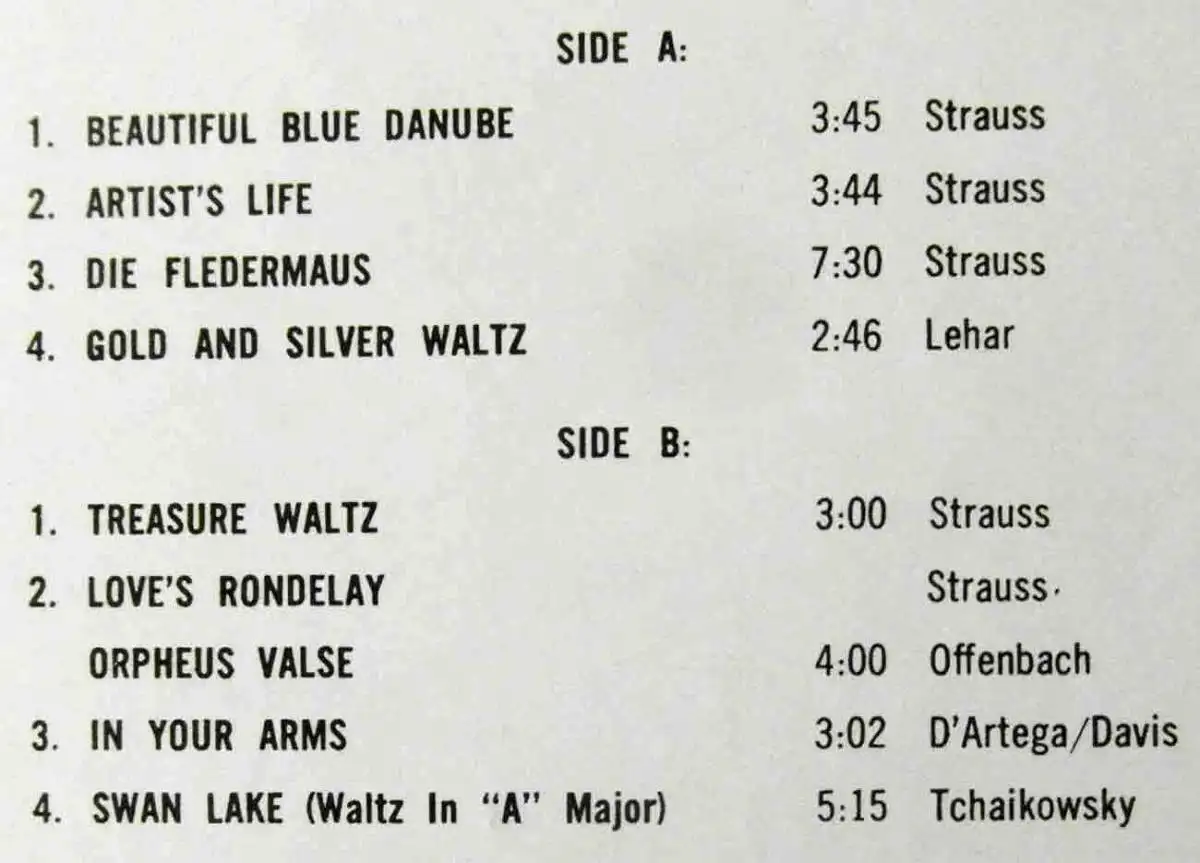 SIDE A:
1. BEAUTIFUL BLUE DANUBE 3:45 Strauss
2. ARTIST'S LIFE 3:44 Strauss
3. DIE FLEDERMAUS 7:30 Strauss
4. GOLD AND SILVER WALTZ 2:46 Lehar
SIDE B:
1. TREASURE WALTZ 3:00 Strauss
2. LOVE'S RONDELAY Strauss
ORPHEUS VALSE 4:00 Offenbach
3. IN YOUR ARMS 3:02 D'Artega/Davis
4. SWAN LAKE (Waltz In "A" Major) 5:15 Tchaikowsky